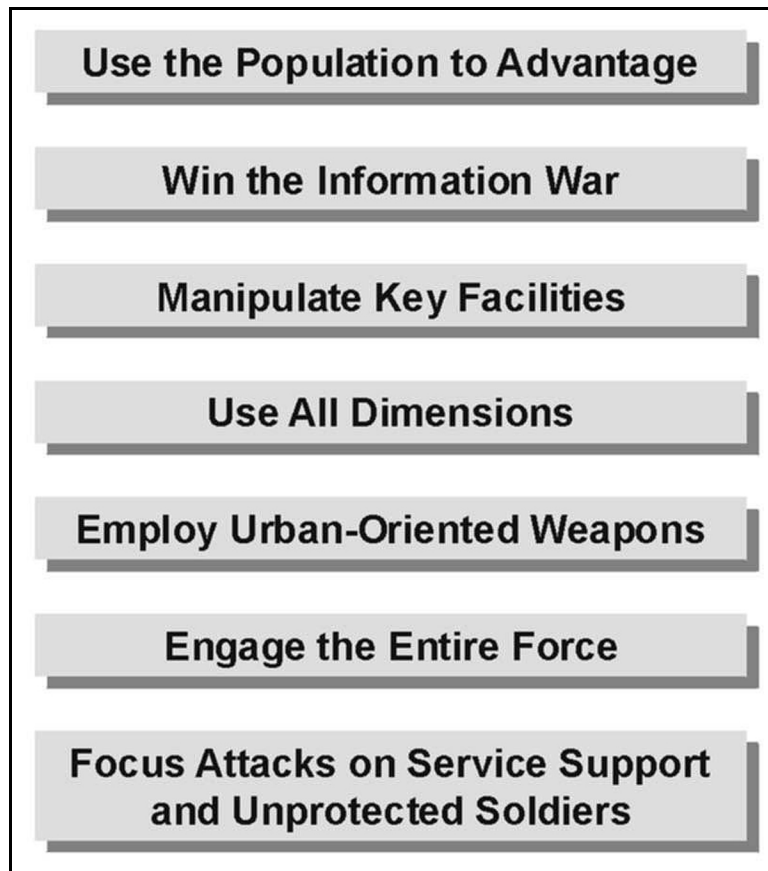 Use the Population to Advantage
Win the Information War
Manipulate Key Facilities
Use All Dimensions
Employ Urban-Oriented Weapons
Engage the Entire Force
Focus Attacks on Service Support
and Unprotected Soldiers